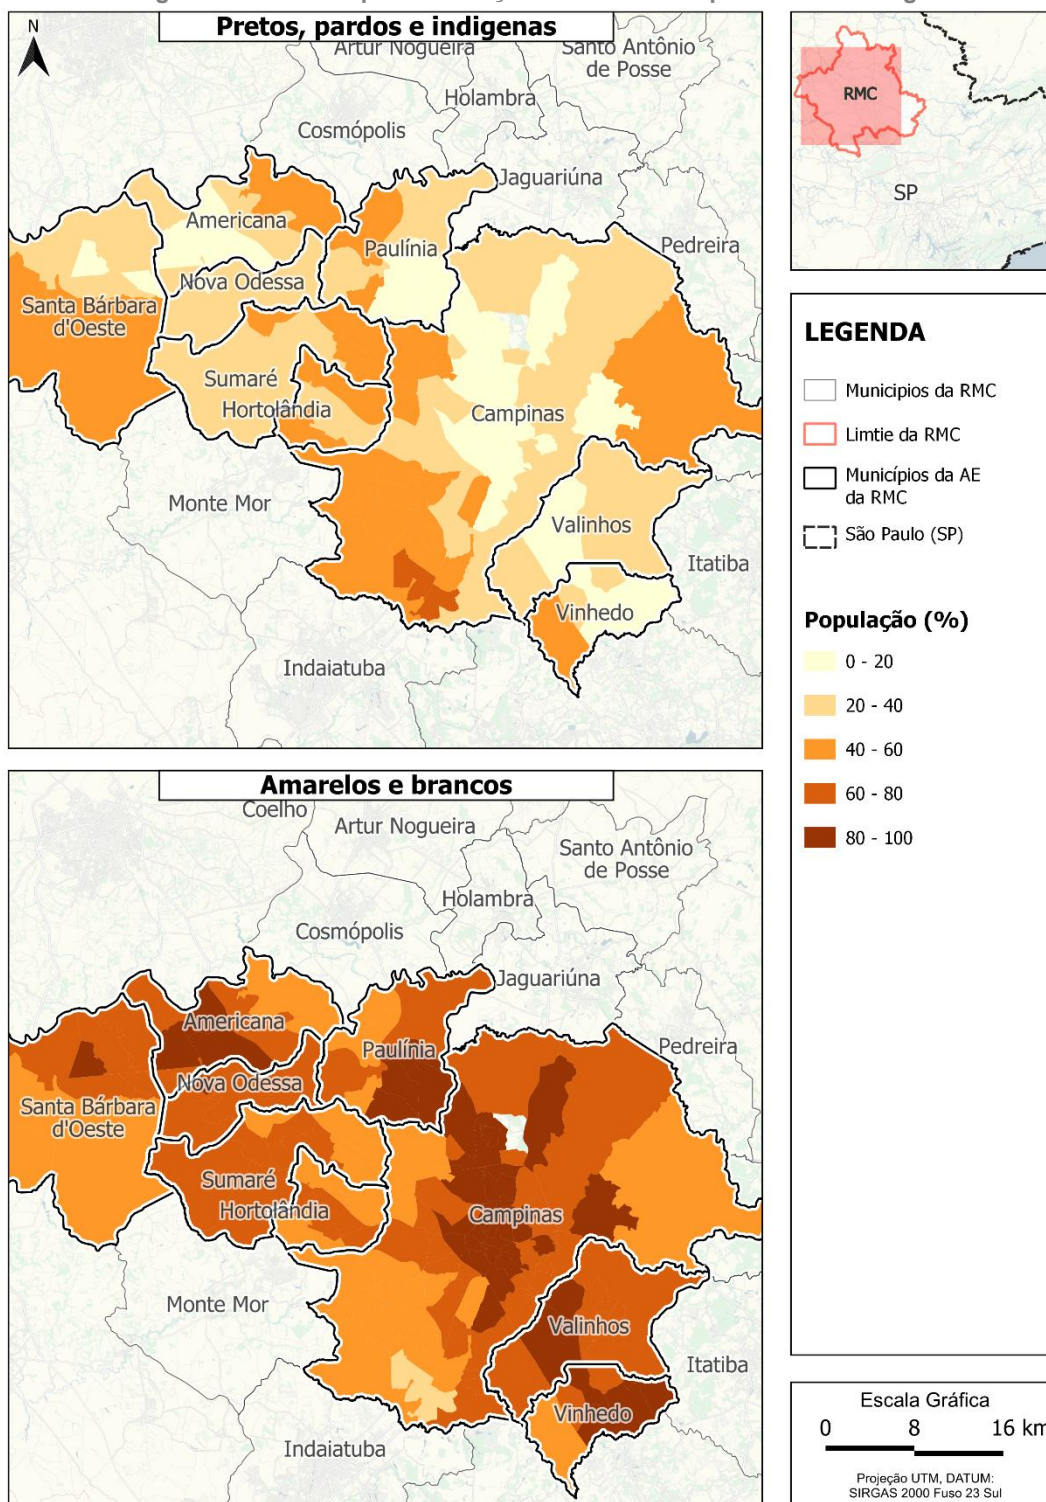 Pretos, pardos e indigenas
N
Artur Nogueira
Santo Antônio
de Posse
Holambra
Cosmópolis
Jaguariúna
Americana
Paulínia
Pedreira
Nova Odessa
Santa Bárbara
d'Oeste
Sumaré
Hortolândia
Campinas
Monte Mor
Valinhos
Itatiba
Vinhedo
Indaiatuba
RMC
SP
LEGENDA
Municipios da RMC
Limtie da RMC
Municípios da AE
da RMC
São Paulo (SP)
População (%)
0 - 20
20 - 40
40 - 60
60 - 80
80 - 100
Amarelos e brancos
Coelho
Artur Nogueira
Santo Antônio
de Posse
Holambra
Cosmópolis
Jaguariúna
Americana
Paulínia
Pedreira
Nova Odessa
Santa Bárbara
d'Oeste
Sumaré
Hortolândia
Campinas
Monte Mor
Valinhos
Itatiba
Vinhedo
Indaiatuba
Escala Gráfica
0 8 16 km
Projeção UTM, DATUM:
SIRGAS 2000 Fuso 23 Sul